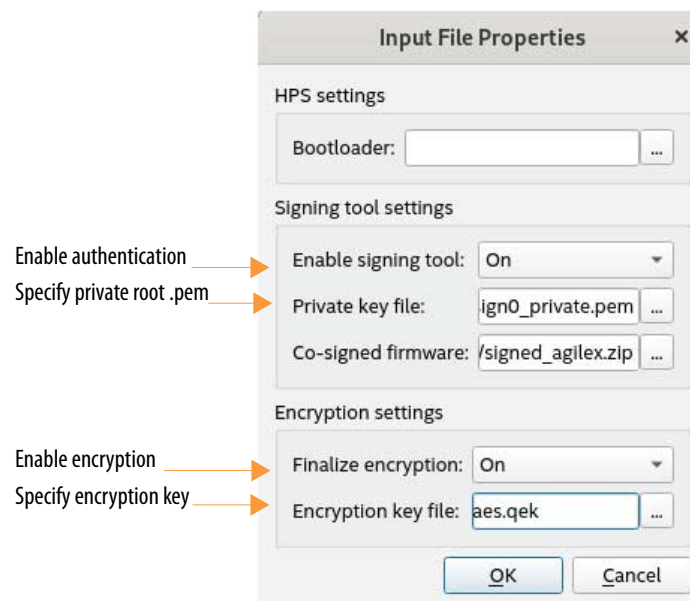 Input File Properties ×
HPS settings
Bootloader: ...
Signing tool settings
Enable authentication
Enable signing tool: On
Specify private root .pem
Private key file: ign0_private.pem ...
Co-signed firmware: /signed_agilex.zip ...
Encryption settings
Enable encryption
Finalize encryption: On
Specify encryption key
Encryption key file: aes.qek ...
OK Cancel